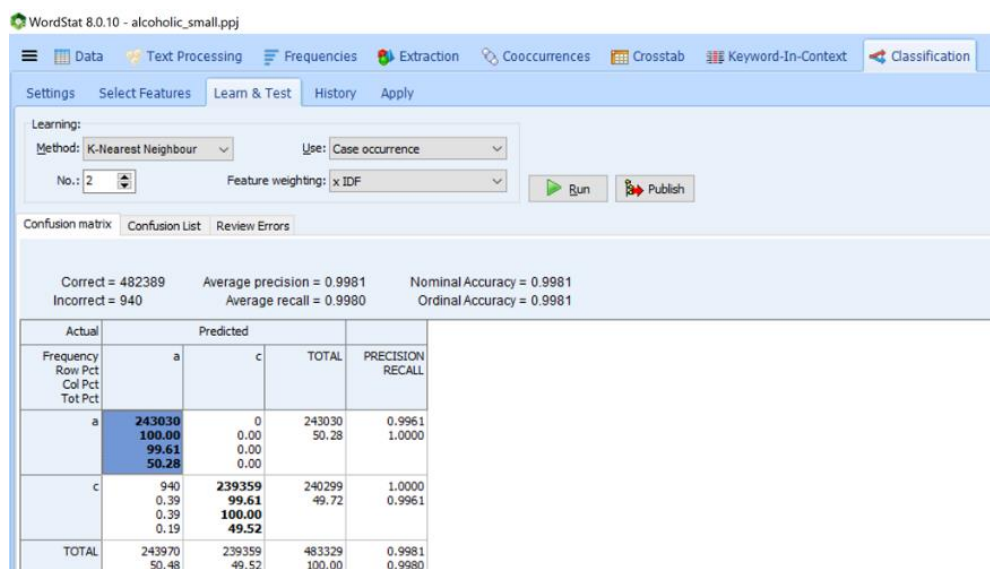 WordStat 8.0.10 - alcoholic_small.ppj
Data Text Processing Frequencies Extraction Cooccurrences Crosstab Keyword-In-Context Classification
Settings Select Features Learn & Test History Apply
Learning:
Method: K-Nearest Neighbour Use: Case occurrence
No.: 2 Feature weighting: x IDF Run Publish
Confusion matrix Confusion List Review Errors
Correct = 482389 Average precision = 0.9981 Nominal Accuracy = 0.9981
Incorrect = 940 Average recall = 0.9980 Ordinal Accuracy = 0.9981
Actual Predicted
Frequency a c TOTAL PRECISION
Row Pct RECALL
Col Pct
Tot Pct
a 243030 0 243030 0.9961
100.00 0.00 50.28 1.0000
99.61 0.00
50.28 0.00
c 940 239359 240299 1.0000
0.39 99.61 49.72 0.9961
0.39 100.00
0.19 49.52
TOTAL 243970 239359 483329 0.9981
50.48 49.52 100.00 0.9980